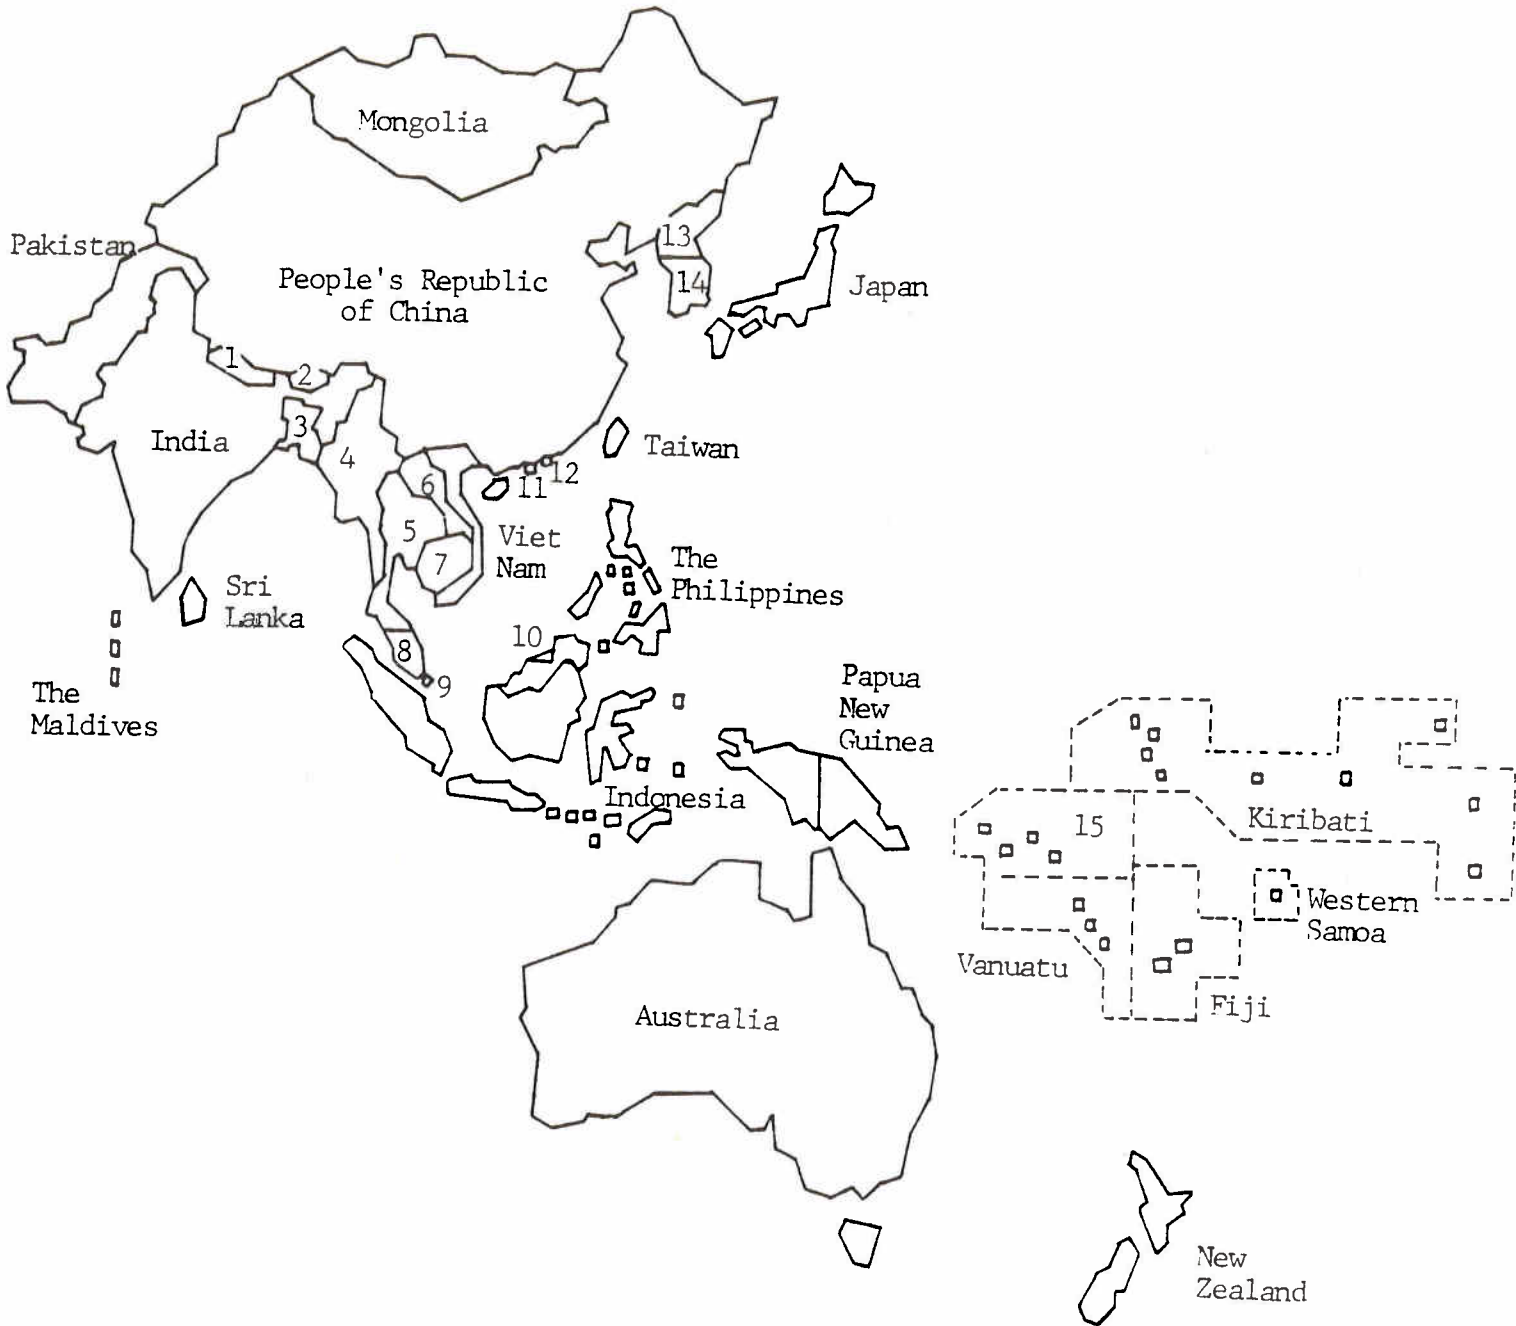 Mongolia
Pakistan
People's Republic
of China
13
14
Japan
1
2
3
India
4
Taiwan
6
11
12
5
7
Viet
Nam
The
Philippines
Sri
Lanka
10
8
9
The
Maldives
Papua
New
Guinea
Indonesia
15
Kiribati
Western
Samoa
Vanuatu
Fiji
Australia
New
Zealand